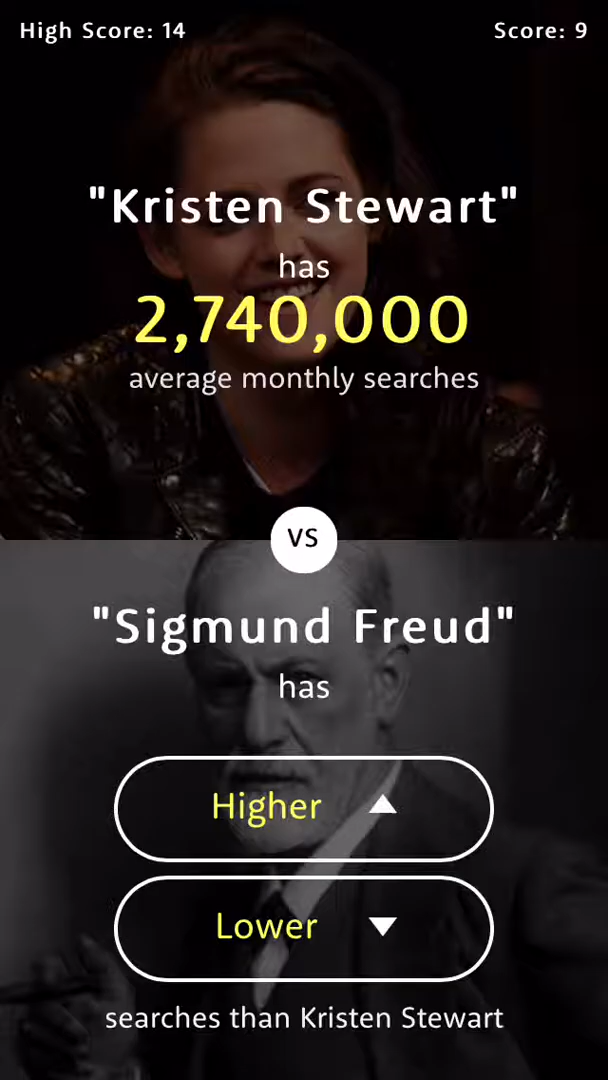 High Score: 14
Score: 9
"Kristen Stewart"
has
2,740,000
average monthly searches
VS
"Sigmund Freud"
has
Higher
Lower
searches than Kristen Stewart